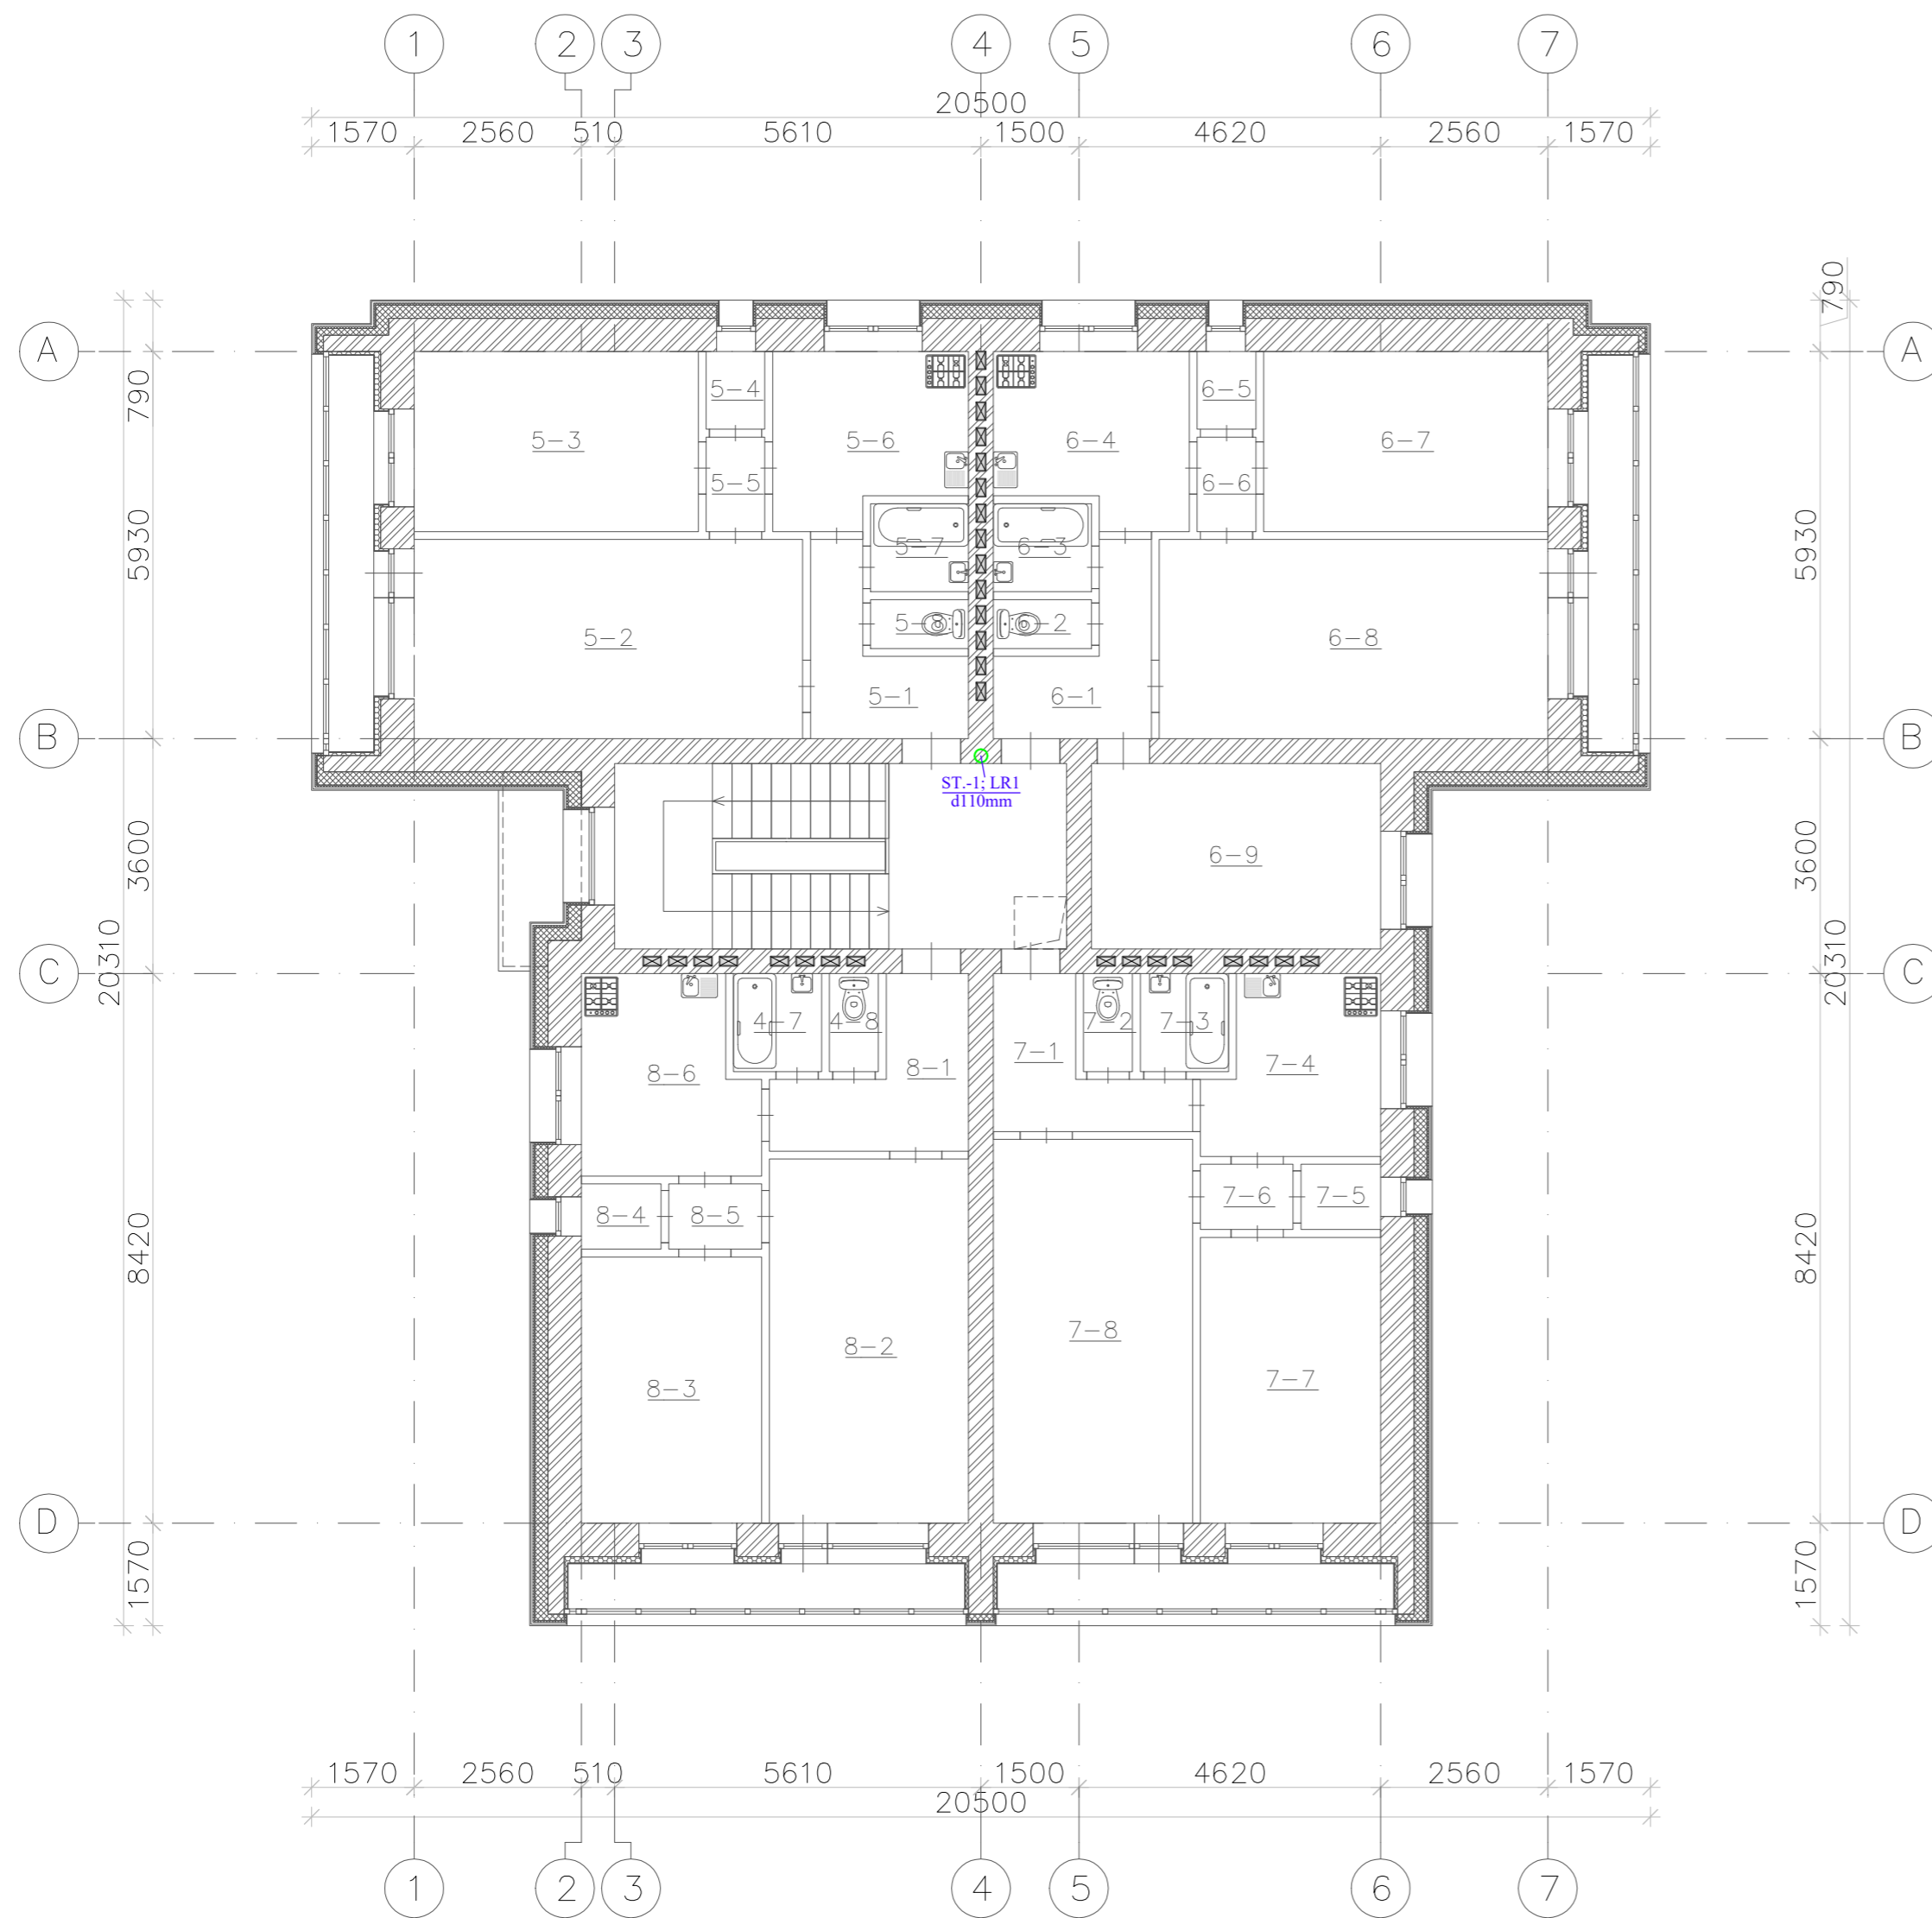 1 2 3 4 5 6 7
20500
1570 2560 510 5610 1500 4620 2560 1570
790
A A
790
5-4 6-5
5-3 5-6 6-4 6-7
5-5 6-6
5930 5930
5-7 6-3
5-8 6-2
5-2 6-8
5-1 6-1
B B
ST.-1; LR1
d110mm
3600 3600
6-9
20310 20310
C C
4-7 4-8 7-2 7-3
8-6 8-1 7-1 7-4
8-4 8-5 7-6 7-5
8420 8420
8-2 7-8
8-3 7-7
D D
1570 1570
1570 2560 510 5610 1500 4620 2560 1570
20500
1 2 3 4 5 6 7